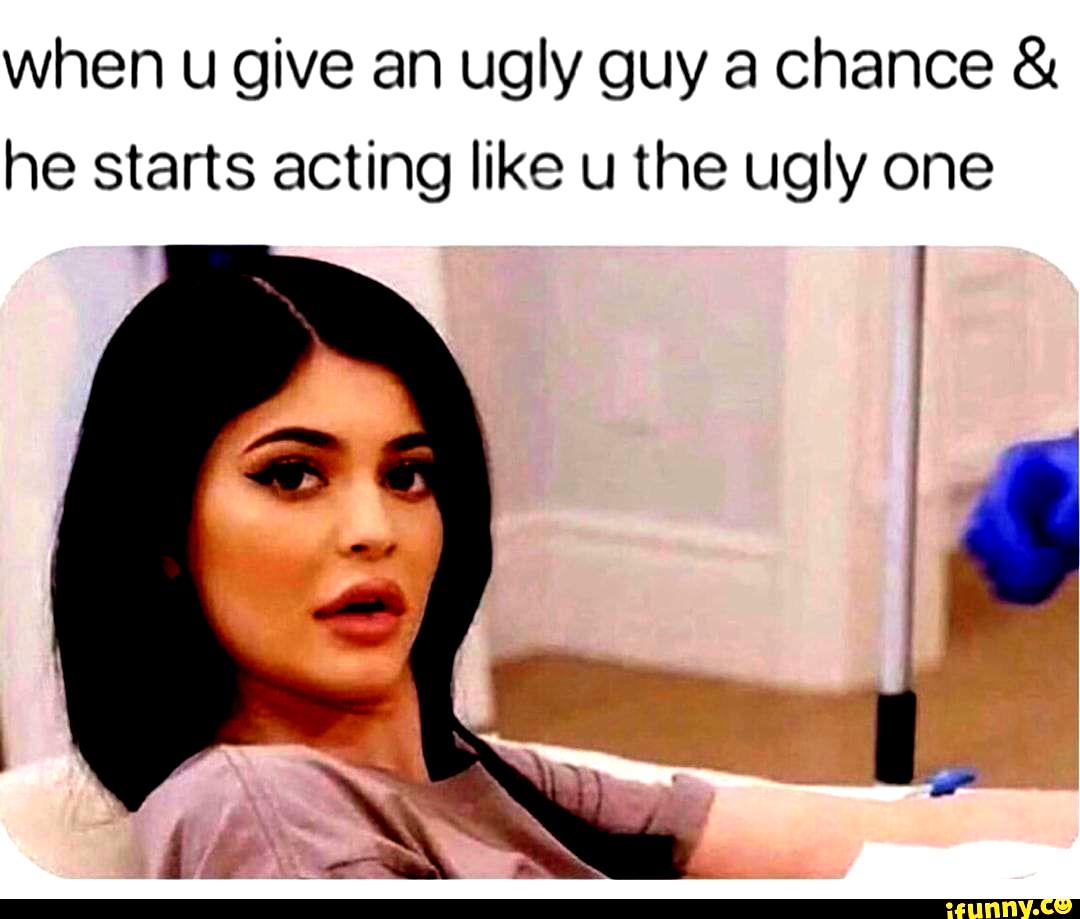 when u give an ugly guy a chance &
he starts acting like u the ugly one
ifunny.co